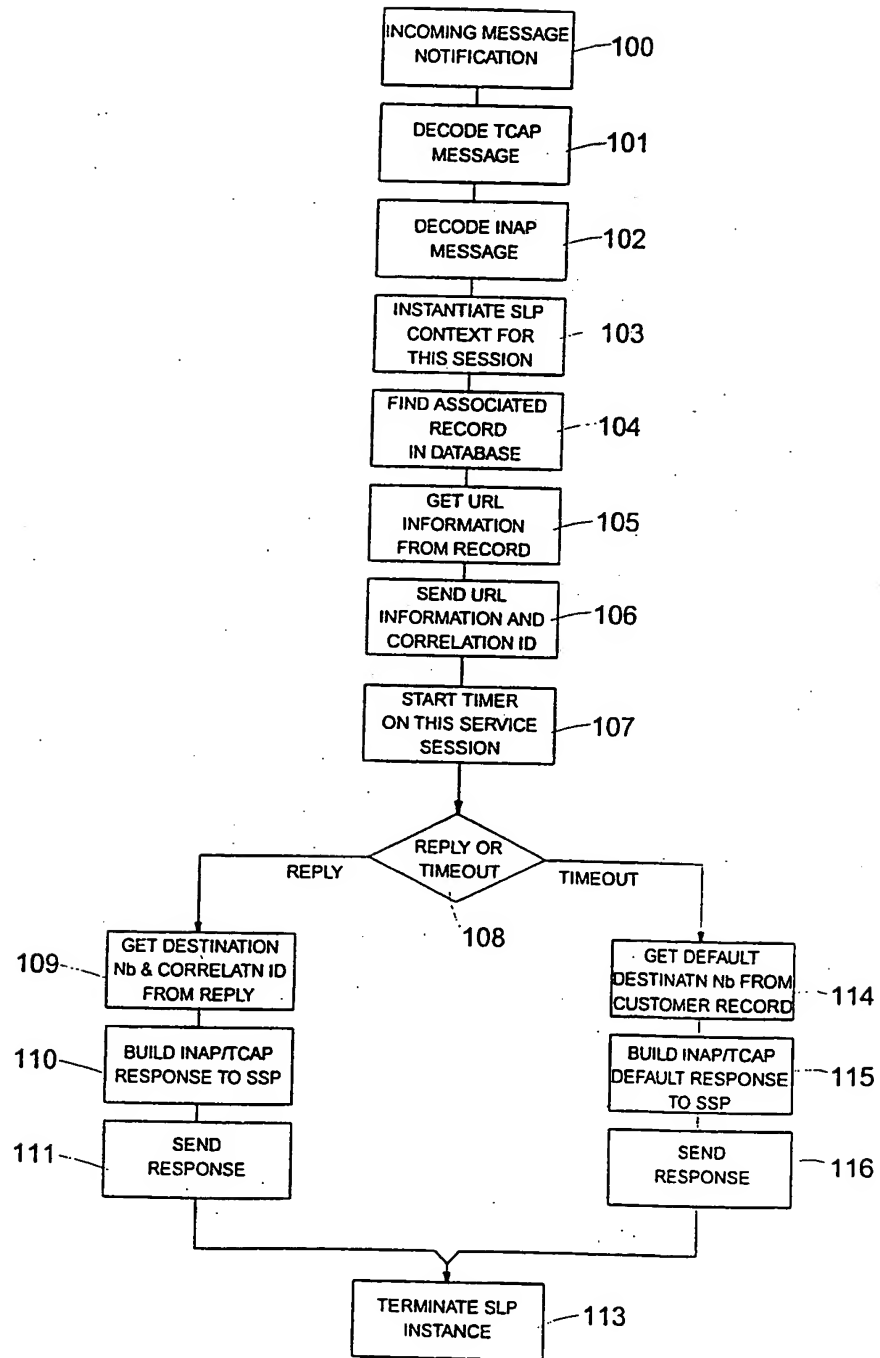 INCOMING MESSAGE
NOTIFICATION
100
DECODE TCAP
MESSAGE
101
DECODE INAP
MESSAGE
102
INSTANTIATE SLP
CONTEXT FOR
THIS SESSION
103
FIND ASSOCIATED
RECORD
IN DATABASE
104
GET URL
INFORMATION
FROM RECORD
105
SEND URL
INFORMATION AND
CORRELATION ID
106
START TIMER
ON THIS SERVICE
SESSION
107
REPLY OR
TIMEOUT
108
REPLY
TIMEOUT
109
GET DESTINATION
Nb & CORRELATN ID
FROM REPLY
110
BUILD INAP/TCAP
RESPONSE TO SSP
111
SEND
RESPONSE
GET DEFAULT
DESTINATN Nb FROM
CUSTOMER RECORD
114
BUILD INAP/TCAP
DEFAULT RESPONSE
TO SSP
115
SEND
RESPONSE
116
TERMINATE SLP
INSTANCE
113